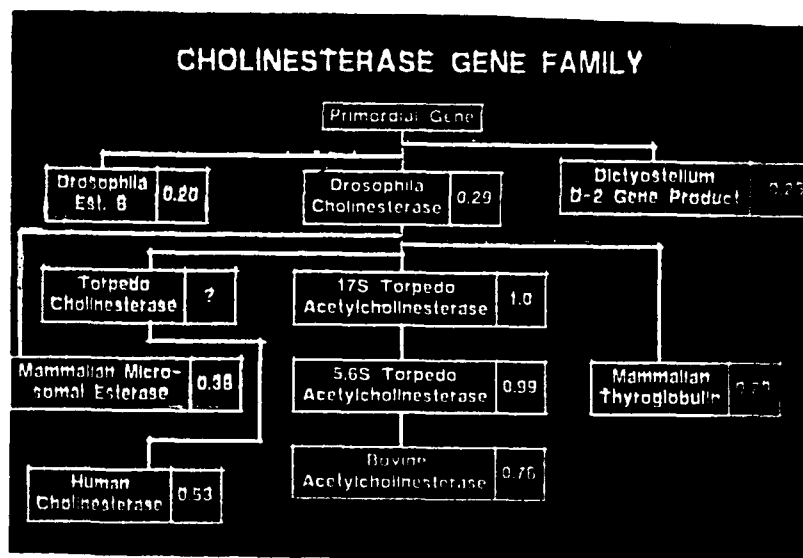 CHOLINESTERASE GENE FAMILY
Primordial Gene
Drosophila
Est. B
0.20
Drosophila
Cholinesterase
0.29
Dictyostelium
D-2 Gene Product
Torpedo
Cholinesterase
?
17S Torpedo
Acetylcholinesterase
1.0
Mammalian Micro-
somal Esterase
0.38
5.6S Torpedo
Acetylcholinesterase
0.99
Mammalian
Thyroglobulin
Human
Cholinesterase
0.53
Bovine
Acetylcholinesterase
0.76